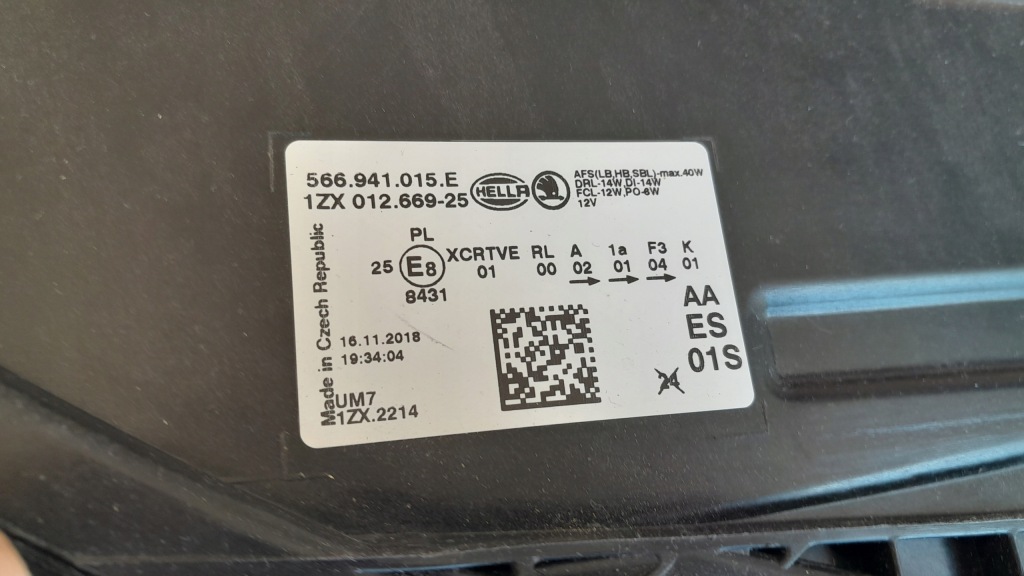 566.941.015.E
1ZX 012.669-25
HELLA
AFS(LB,HB,SBL)-max.40W
DRL-14W,DI-14W
FCL-12W,PO-6W
12V
PL
25 E8 XCRTVE RL A 1a F3 K
01 00 02 01 04 01
8431
AA
ES
01S
24
Made in Czech Republic
16.11.2018
19:34:04
UM7
1ZX.2214